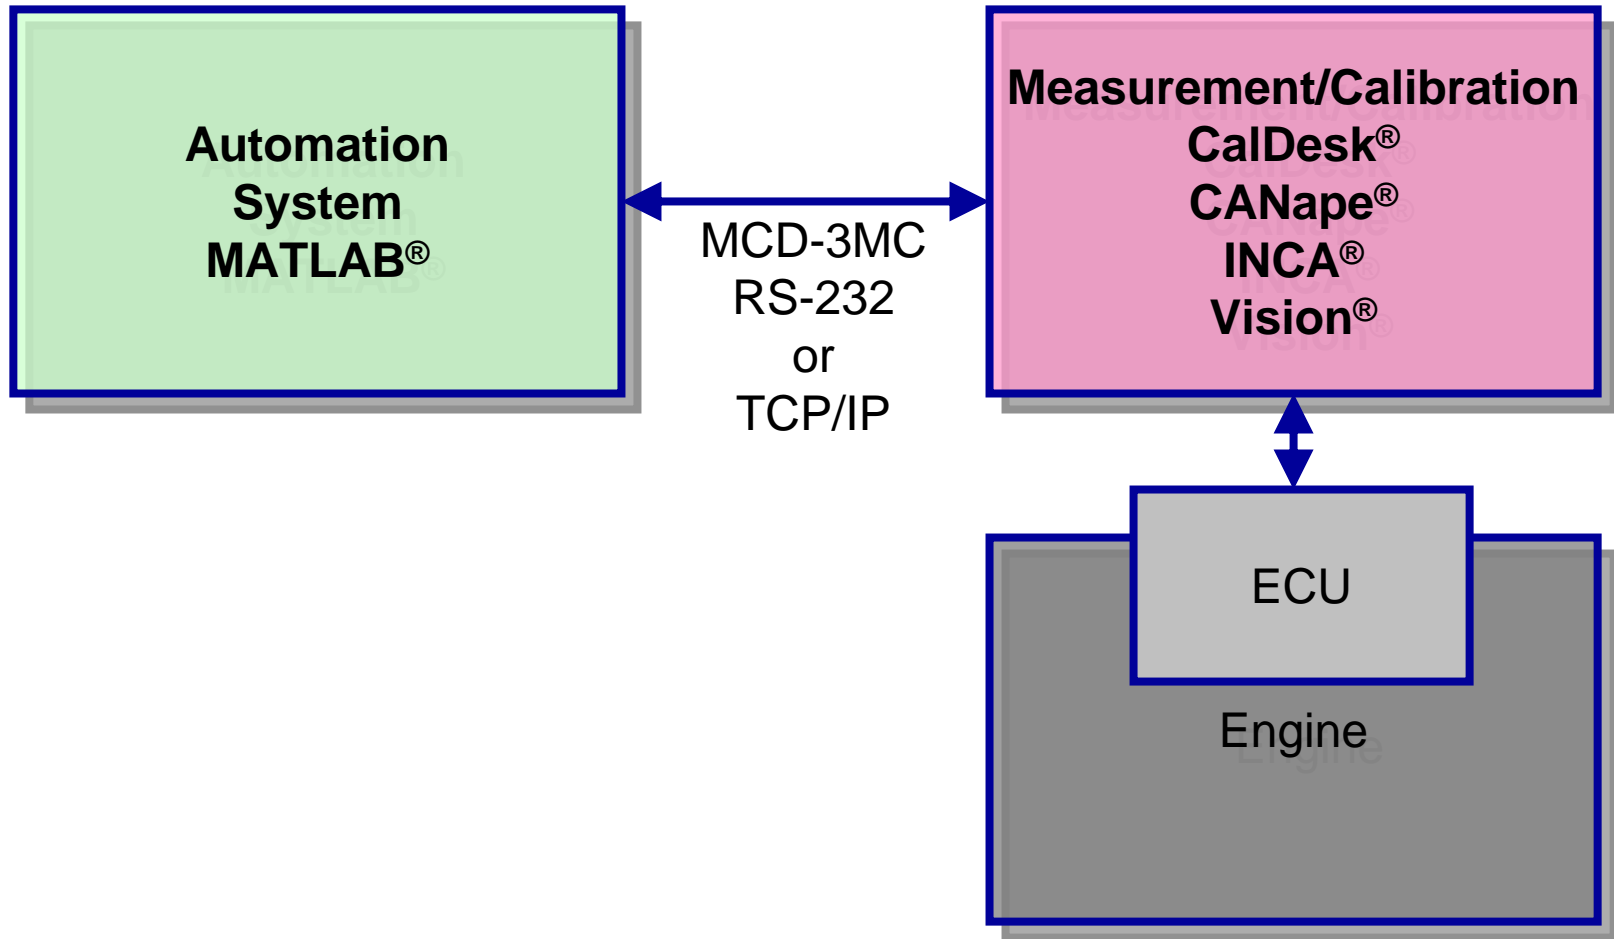 Automation
System
MATLAB®
MCD-3MC
RS-232
or
TCP/IP
Measurement/Calibration
CalDesk®
CANape®
INCA®
Vision®
ECU
Engine